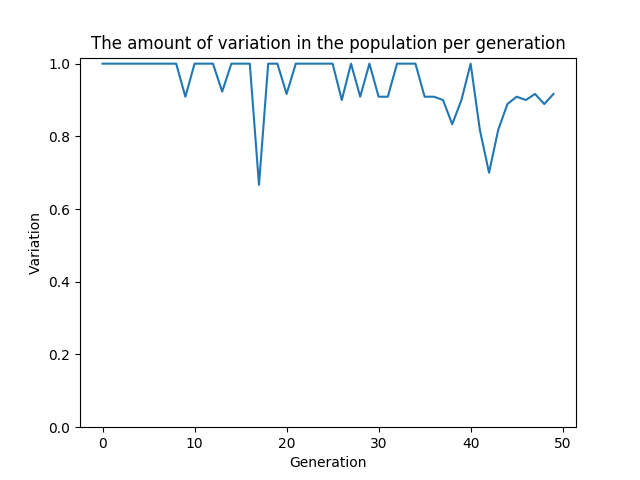 The amount of variation in the population per generation
1.0
0.8
0.6
0.4
0.2
0.0
Variation
0 10 20 30 40 50
Generation